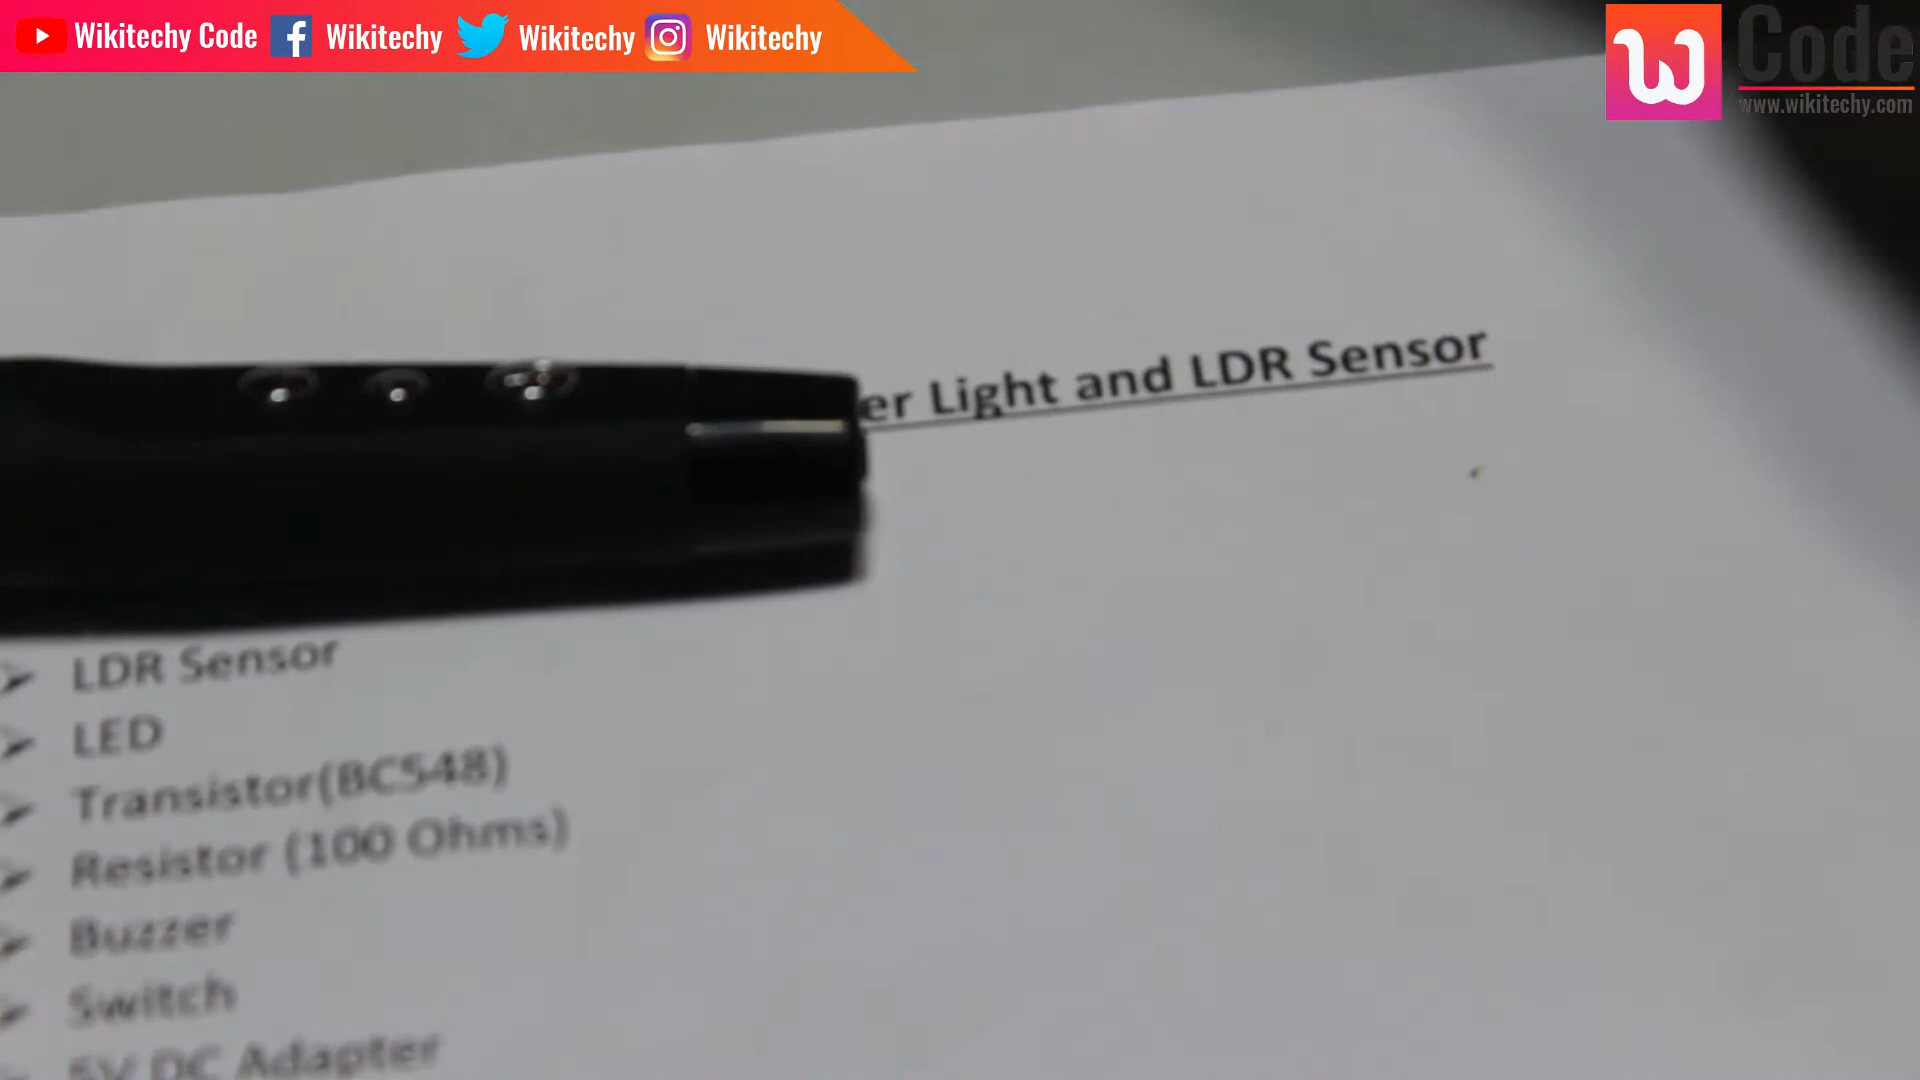 Wikitechy Code Wikitechy Wikitechy Wikitechy
Code
www.wikitechy.com
er Light and LDR Sensor
LDR Sensor
LED
Transistor(BC548)
Resistor (100 Ohms)
Buzzer
Switch
5V DC Adapter